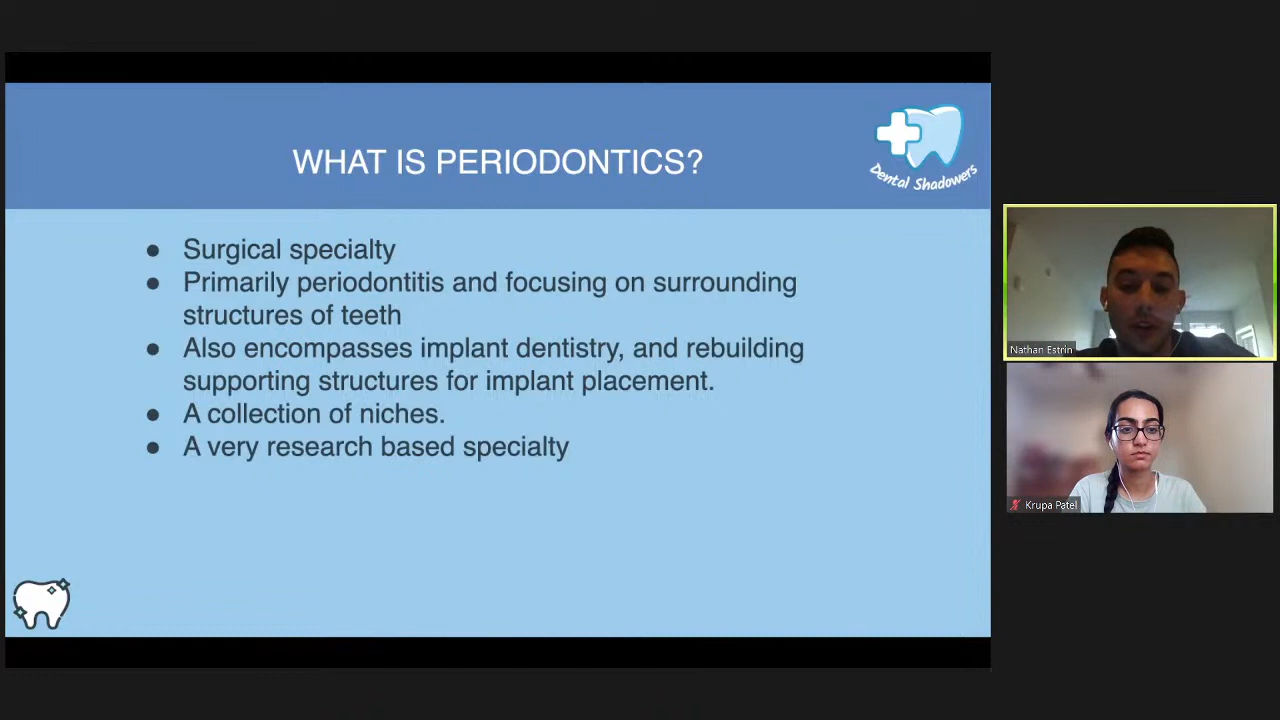 WHAT IS PERIODONTICS?
Dental Shadowers
● Surgical specialty
● Primarily periodontitis and focusing on surrounding
structures of teeth
● Also encompasses implant dentistry, and rebuilding
supporting structures for implant placement.
● A collection of niches.
● A very research based specialty
Nathan Estrin
Krupa Patel